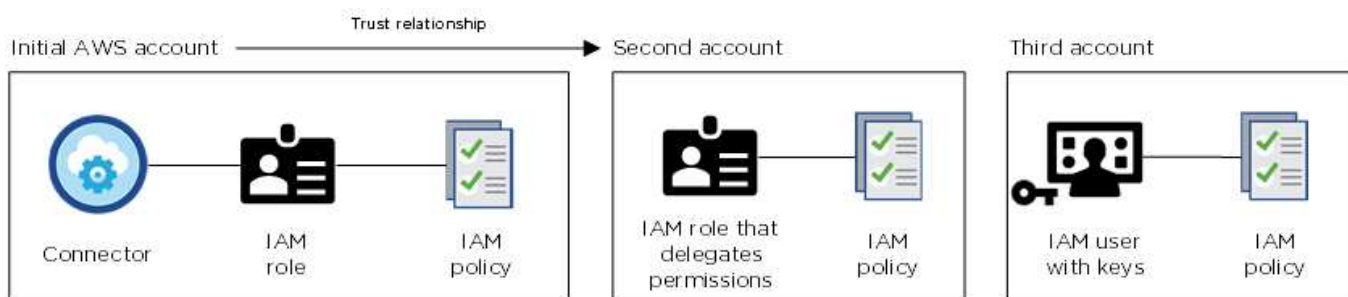 Trust relationship
Initial AWS account
Second account
Third account
Connector
IAM
role
IAM
policy
IAM role that
delegates
permissions
IAM
policy
IAM user
with keys
IAM
policy